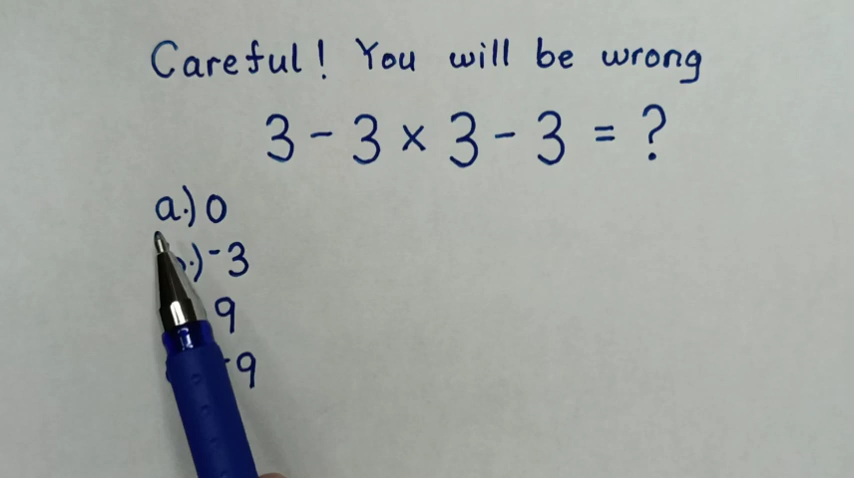 Careful! You will be wrong
3 - 3 × 3 - 3 = ?
a.) 0
.) -3
9
-9